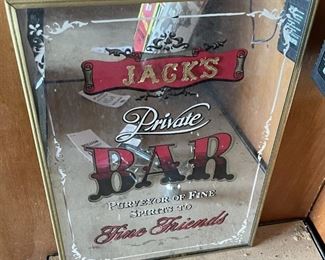 JACK'S
Private
BAR
PURVEYOR OF FINE
SPIRITS TO
Fine Friends